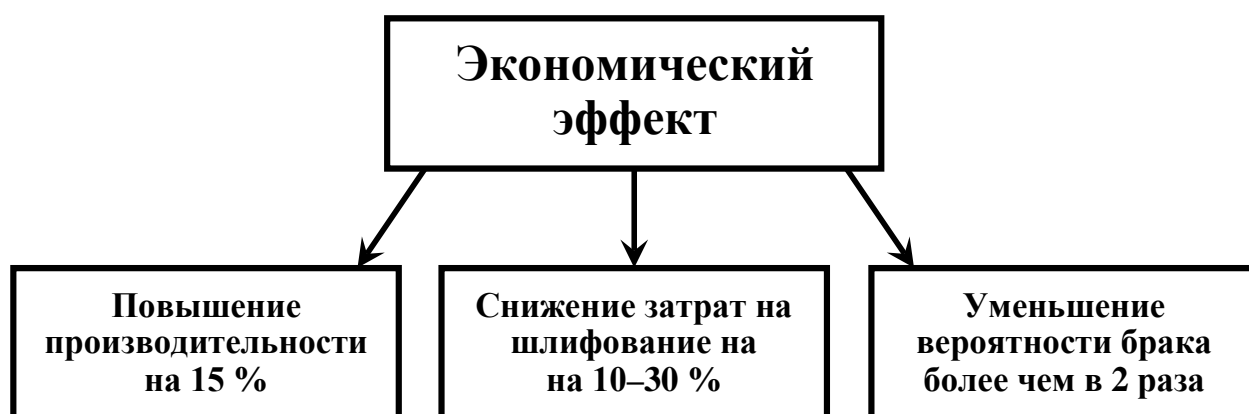 Экономический
эффект
Повышение
производительности
на 15 %
Снижение затрат на
шлифование на
на 10–30 %
Уменьшение
вероятности брака
более чем в 2 раза